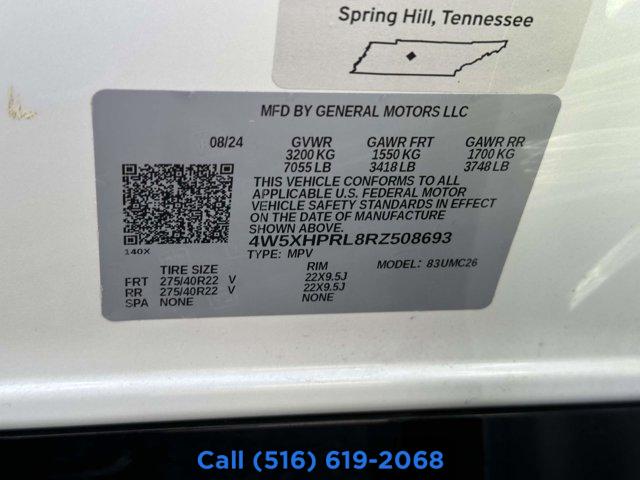 Spring Hill, Tennessee
MFD BY GENERAL MOTORS LLC
08/24 GVWR GAWR FRT GAWR RR
3200 KG 1550 KG 1700 KG
7055 LB 3418 LB 3748 LB
THIS VEHICLE CONFORMS TO ALL
APPLICABLE U.S. FEDERAL MOTOR
VEHICLE SAFETY STANDARDS IN EFFECT
ON THE DATE OF MANUFACTURE
SHOWN ABOVE.
4W5XHPRL8RZ508693
140X
TYPE: MPV MODEL: 83UMC26
TIRE SIZE RIM
FRT 275/40R22 V 22X9.5J
RR 275/40R22 V 22X9.5J
SPA NONE NONE
Call (516) 619-2068